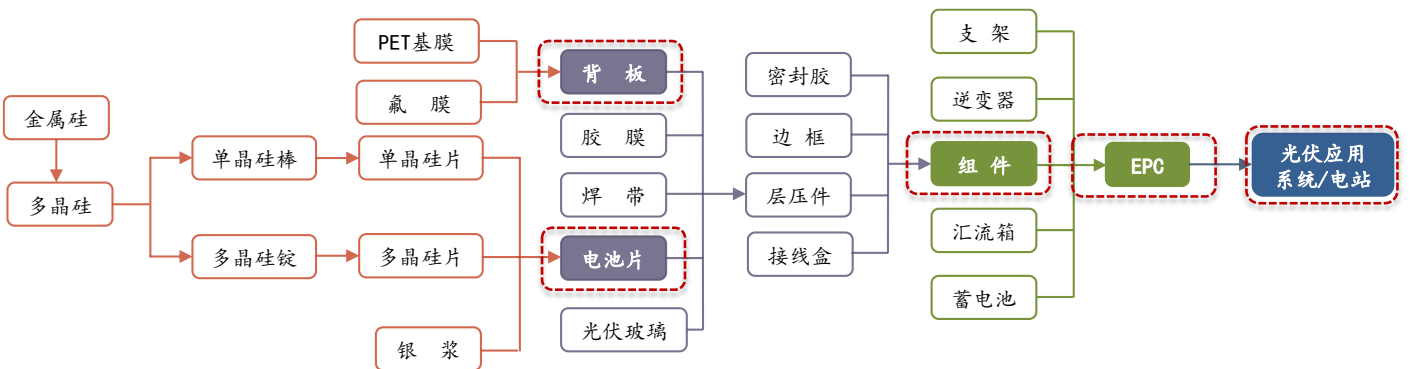 金属硅
多晶硅
单晶硅棒
多晶硅锭
PET基膜
氟 膜
单晶硅片
多晶硅片
银 浆
背 板
胶 膜
焊 带
电池片
光伏玻璃
密封胶
边 框
层压件
接线盒
组 件
支 架
逆变器
汇流箱
蓄电池
EPC
光伏应用
系统/电站